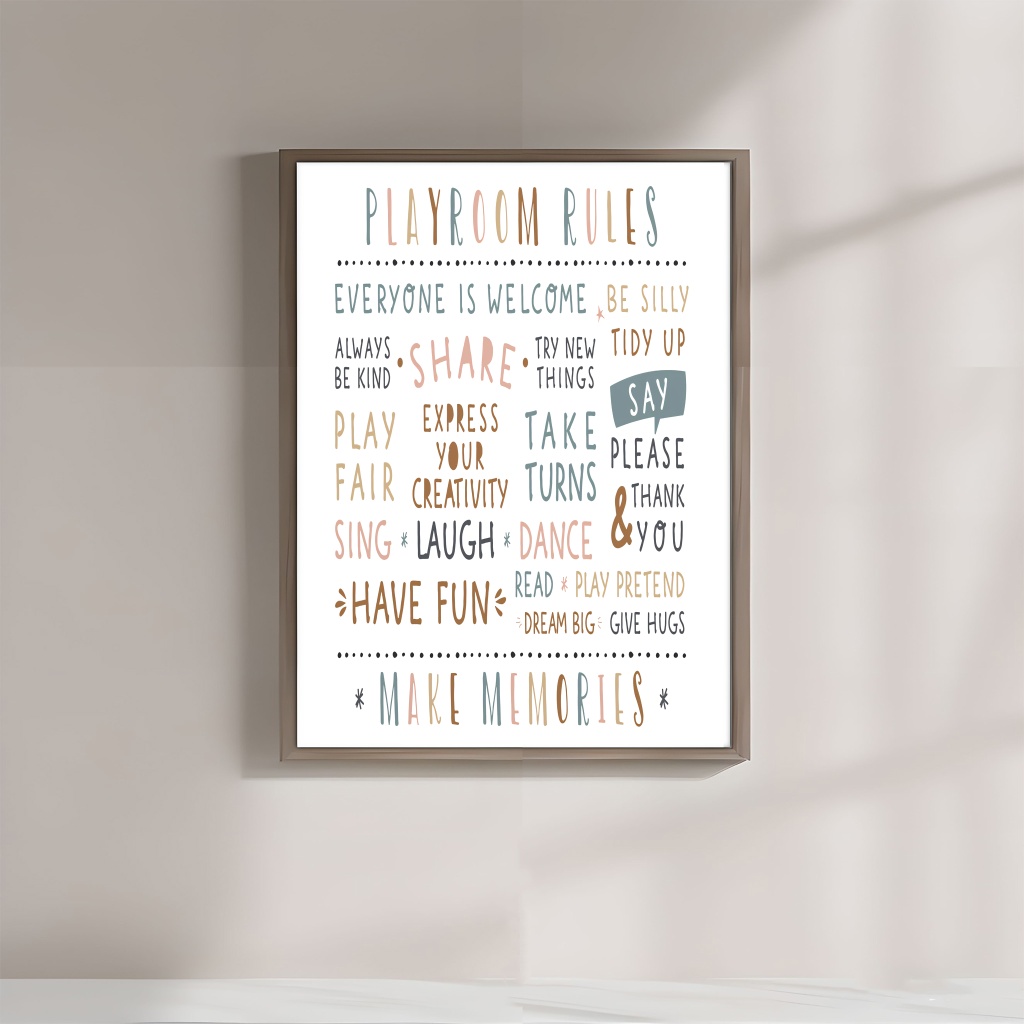 PLAYROOM RULES
EVERYONE IS WELCOME
BE SILLY
TIDY UP
ALWAYS
BE KIND
SHARE
TRY NEW
THINGS
SAY
PLEASE
& THANK
YOU
PLAY
FAIR
EXPRESS
YOUR
CREATIVITY
TAKE
TURNS
SING * LAUGH * DANCE
HAVE FUN
READ * PLAY PRETEND
DREAM BIG
GIVE HUGS
* MAKE MEMORIES *